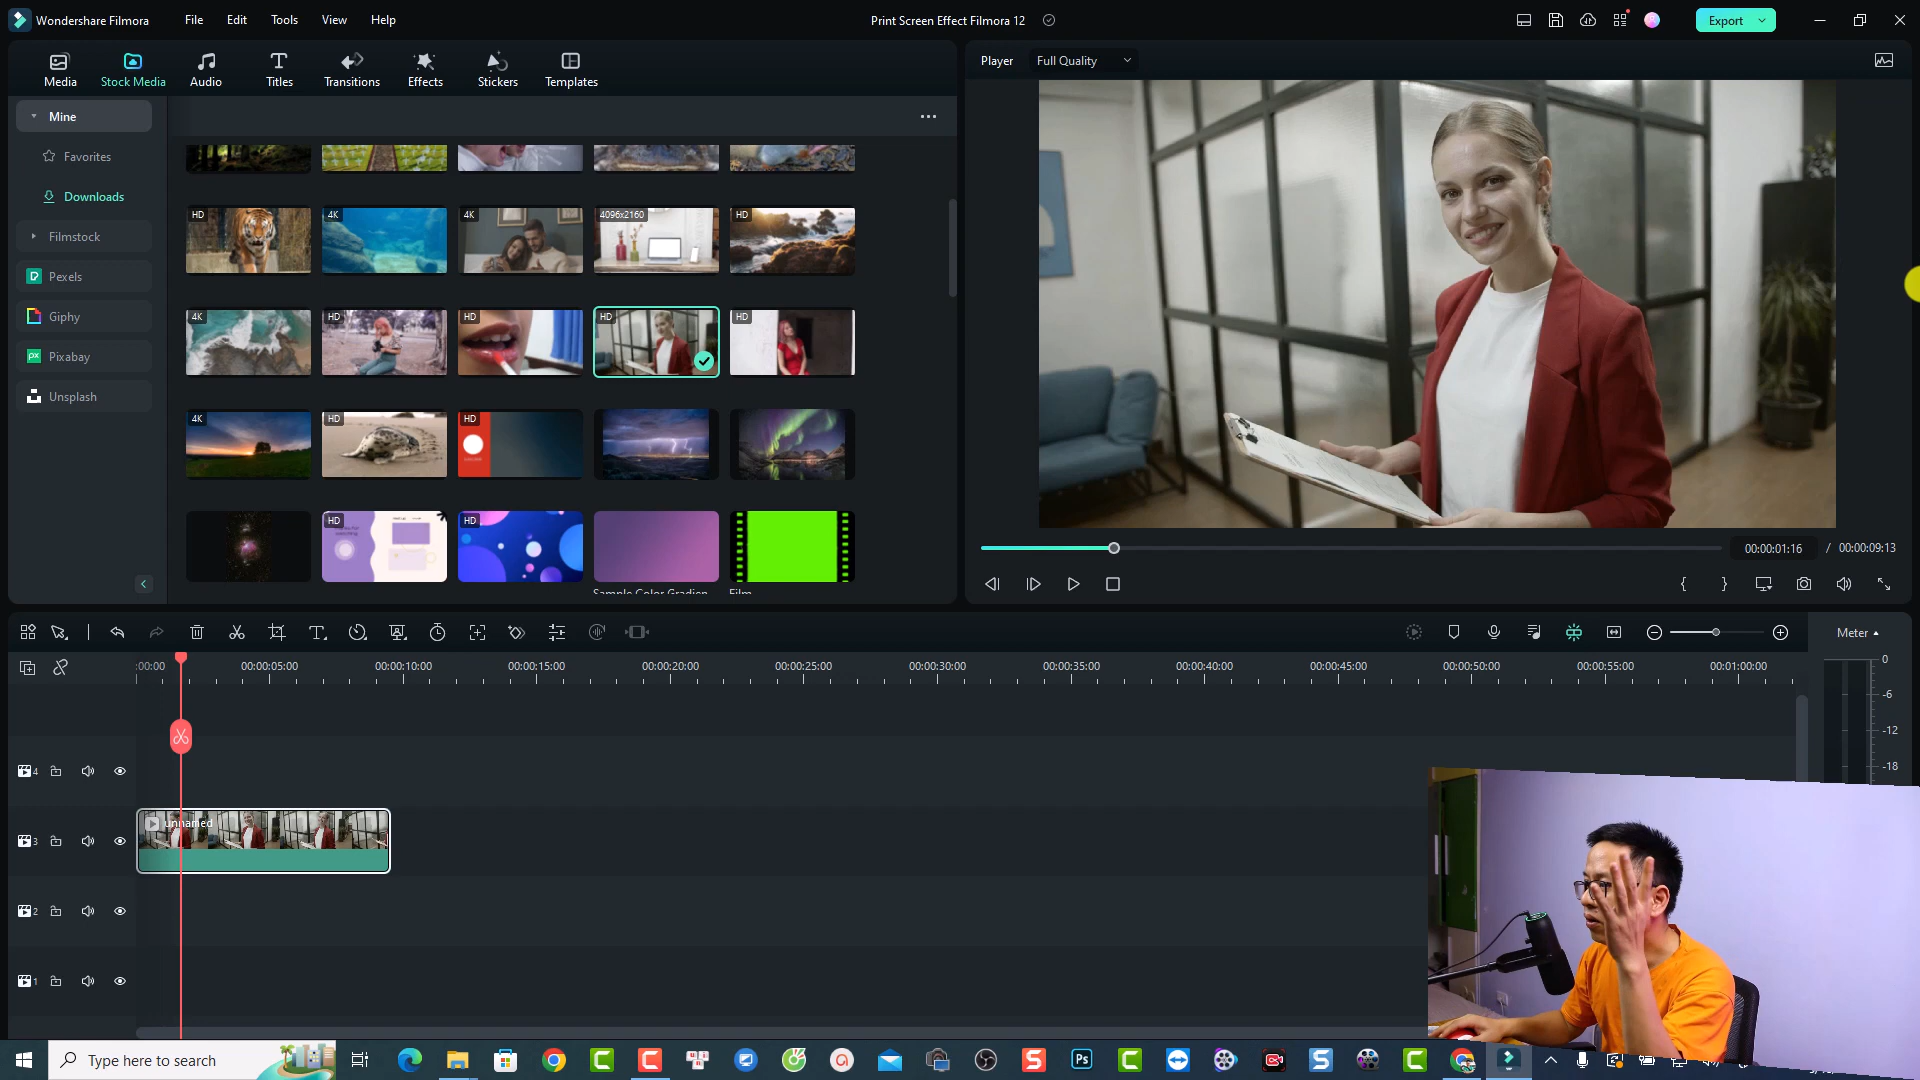 Wondershare Filmora
File
Edit
Tools
View
Help
Print Screen Effect Filmora 12
Export
Media
Stock Media
Audio
Titles
Transitions
Effects
Stickers
Templates
Player
Full Quality
Mine
Favorites
Downloads
Filmstock
Pexels
Giphy
Pixabay
Unsplash
HD
4K
4K
4096x2160
HD
4K
HD
HD
HD
HD
4K
HD
HD
HD
HD
Film
00:00:01:16
/
00:00:09:13
Meter
:00:00
00:00:05:00
00:00:10:00
00:00:15:00
00:00:20:00
00:00:25:00
00:00:30:00
00:00:35:00
00:00:40:00
00:00:45:00
00:00:50:00
00:00:55:00
00:01:00:00
0
-6
-12
-18
4
unnamed
3
2
1
Type here to search